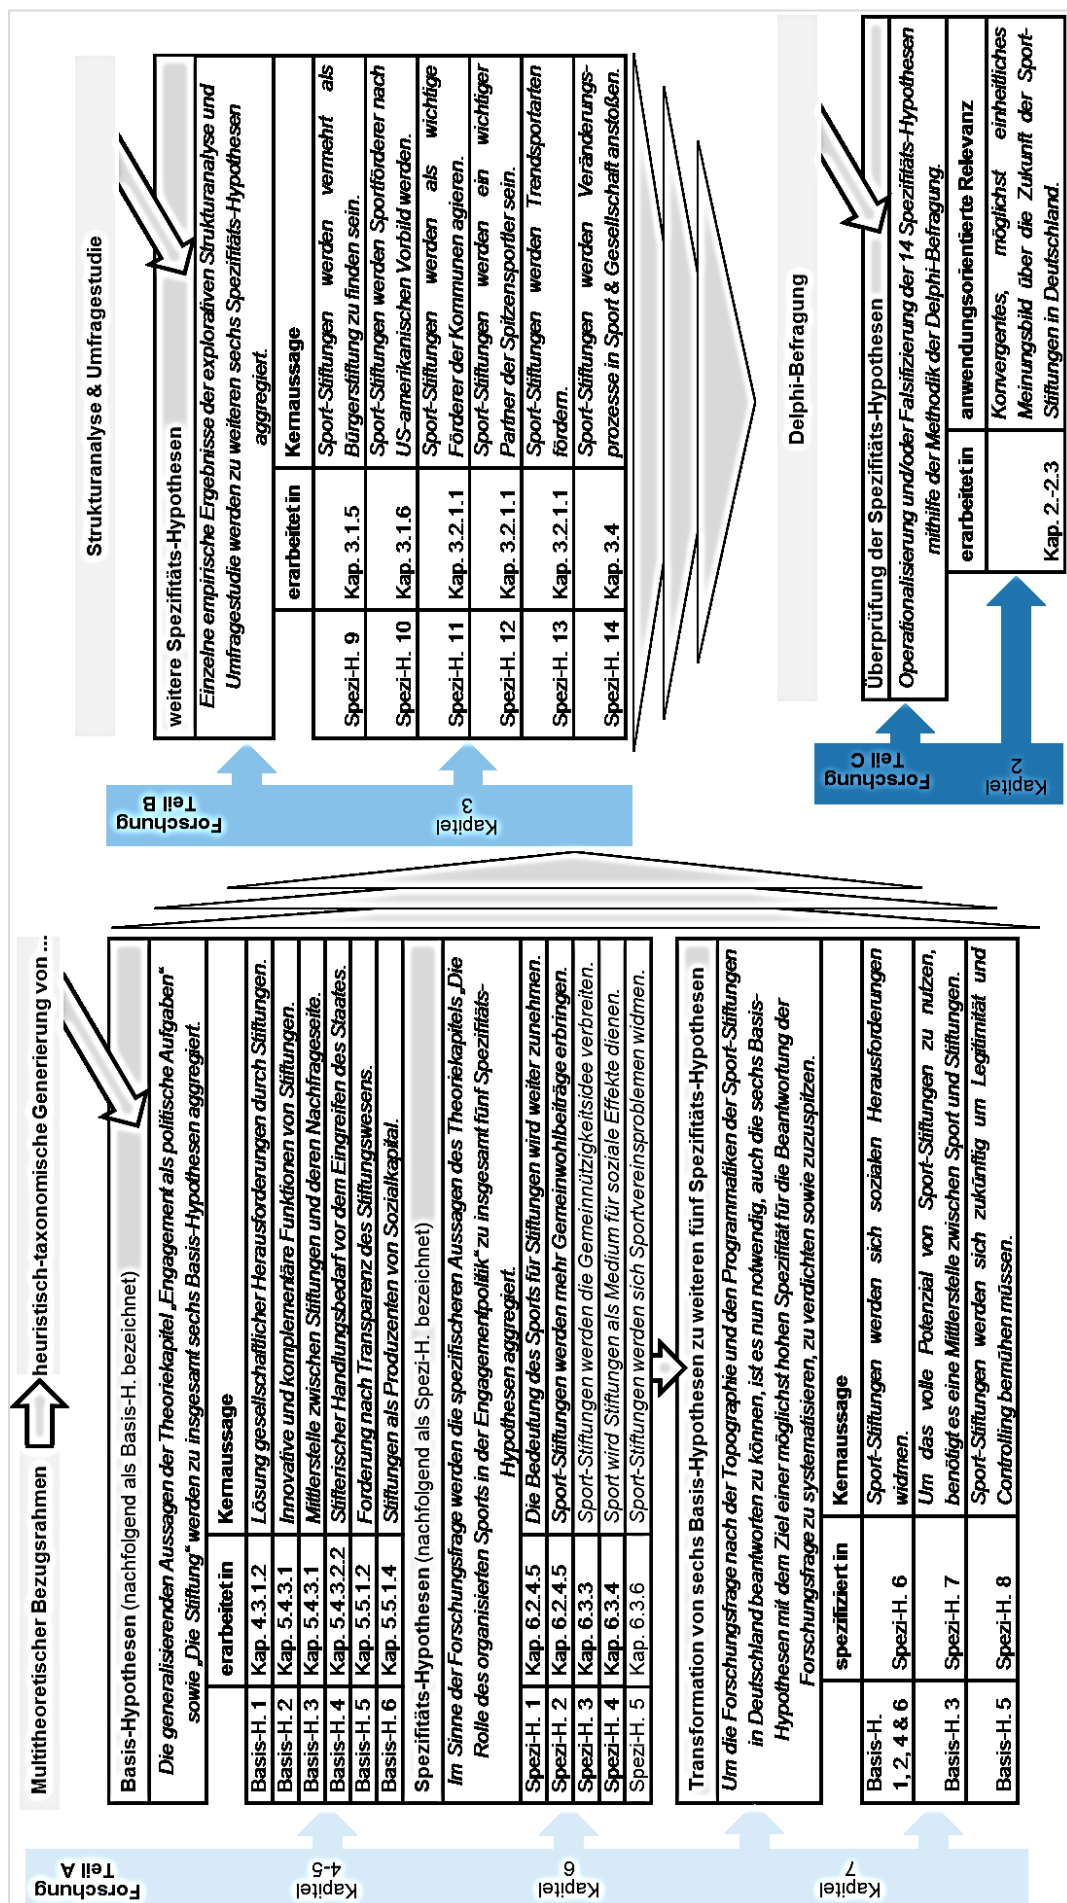 Multitheoretischer Bezugsrahmen
heuristisch-taxonomische Generierung von ...
Forschung
Teil A
Basis-Hypothesen (nachfolgend als Basis-H. bezeichnet)
Die generalisierenden Aussagen der Theoriekapitel „Engagement als politische Aufgaben“
sowie „Die Stiftung“ werden zu insgesamt sechs Basis-Hypothesen aggregiert.
erarbeitet in Kernaussage
Kapitel
4-5
Basis-H. 1 Kap. 4.3.1.2 Lösung gesellschaftlicher Herausforderungen durch Stiftungen.
Basis-H. 2 Kap. 5.4.3.1 Innovative und komplementäre Funktionen von Stiftungen.
Basis-H. 3 Kap. 5.4.3.1 Mittlerstelle zwischen Stiftungen und deren Nachfrageseite.
Basis-H. 4 Kap. 5.4.3.2.2 Stifterischer Handlungsbedarf vor dem Eingreifen des Staates.
Basis-H. 5 Kap. 5.5.1.2 Forderung nach Transparenz des Stiftungswesens.
Basis-H. 6 Kap. 5.5.1.4 Stiftungen als Produzenten von Sozialkapital.
Spezifitäts-Hypothesen (nachfolgend als Spezi-H. bezeichnet)
Im Sinne der Forschungsfrage werden die spezifischeren Aussagen des Theoriekapitels „Die
Rolle des organisierten Sports in der Engagementpolitik“ zu insgesamt fünf Spezifitäts-
Hypothesen aggregiert.
Kapitel
6
Spezi-H. 1 Kap. 6.2.4.5 Die Bedeutung des Sports für Stiftungen wird weiter zunehmen.
Spezi-H. 2 Kap. 6.2.4.5 Sport-Stiftungen werden mehr Gemeinwohlbeiträge erbringen.
Spezi-H. 3 Kap. 6.3.3 Sport-Stiftungen werden die Gemeinnützigkeitsidee verbreiten.
Spezi-H. 4 Kap. 6.3.4 Sport wird Stiftungen als Medium für soziale Effekte dienen.
Spezi-H. 5 Kap. 6.3.6 Sport-Stiftungen werden sich Sportvereinsproblemen widmen.
Transformation von sechs Basis-Hypothesen zu weiteren fünf Spezifitäts-Hypothesen
Um die Forschungsfrage nach der Topographie und den Programmatiken der Sport-Stiftungen
in Deutschland beantworten zu können, ist es nun notwendig, auch die sechs Basis-
Hypothesen mit dem Ziel einer möglichst hohen Spezifität für die Beantwortung der
Forschungsfrage zu systematisieren, zu verdichten sowie zuzuspitzen.
spezifiziert in Kernaussage
Kapitel
7
Basis-H. Sport-Stiftungen werden sich sozialen Herausforderungen
1, 2, 4 & 6 Spezi-H. 6 widmen.
Um das volle Potenzial von Sport-Stiftungen zu nutzen,
Basis-H. 3 Spezi-H. 7 benötigt es eine Mittlerstelle zwischen Sport und Stiftungen.
Sport-Stiftungen werden sich zukünftig um Legitimität und
Basis-H. 5 Spezi-H. 8 Controlling bemühen müssen.
Strukturanalyse & Umfragestudie
Forschung
Teil B
weitere Spezifitäts-Hypothesen
Einzelne empirische Ergebnisse der explorativen Strukturanalyse und
Umfragestudie werden zu weiteren sechs Spezifitäts-Hypothesen
aggregiert.
erarbeitet in Kernaussage
Kapitel
3
Sport-Stiftungen werden vermehrt als
Spezi-H. 9 Kap. 3.1.5 Bürgerstiftung zu finden sein.
Sport-Stiftungen werden Sportförderer nach
Spezi-H. 10 Kap. 3.1.6 US-amerikanischen Vorbild werden.
Sport-Stiftungen werden als wichtige
Spezi-H. 11 Kap. 3.2.1.1 Förderer der Kommunen agieren.
Sport-Stiftungen werden ein wichtiger
Spezi-H. 12 Kap. 3.2.1.1 Partner der Spitzensportler sein.
Sport-Stiftungen werden Trendsportarten
Spezi-H. 13 Kap. 3.2.1.1 fördern.
Sport-Stiftungen werden Veränderungs-
Spezi-H. 14 Kap. 3.4 prozesse in Sport & Gesellschaft anstoßen.
Delphi-Befragung
Forschung
Teil C
Überprüfung der Spezifitäts-Hypothesen
Operationalisierung und/oder Falsifizierung der 14 Spezifitäts-Hypothesen
mithilfe der Methodik der Delphi-Befragung.
erarbeitet in anwendungsorientierte Relevanz
Kapitel
2
Konvergentes, möglichst einheitliches
Meinungsbild über die Zukunft der Sport-
Kap. 2.-2.3 Stiftungen in Deutschland.